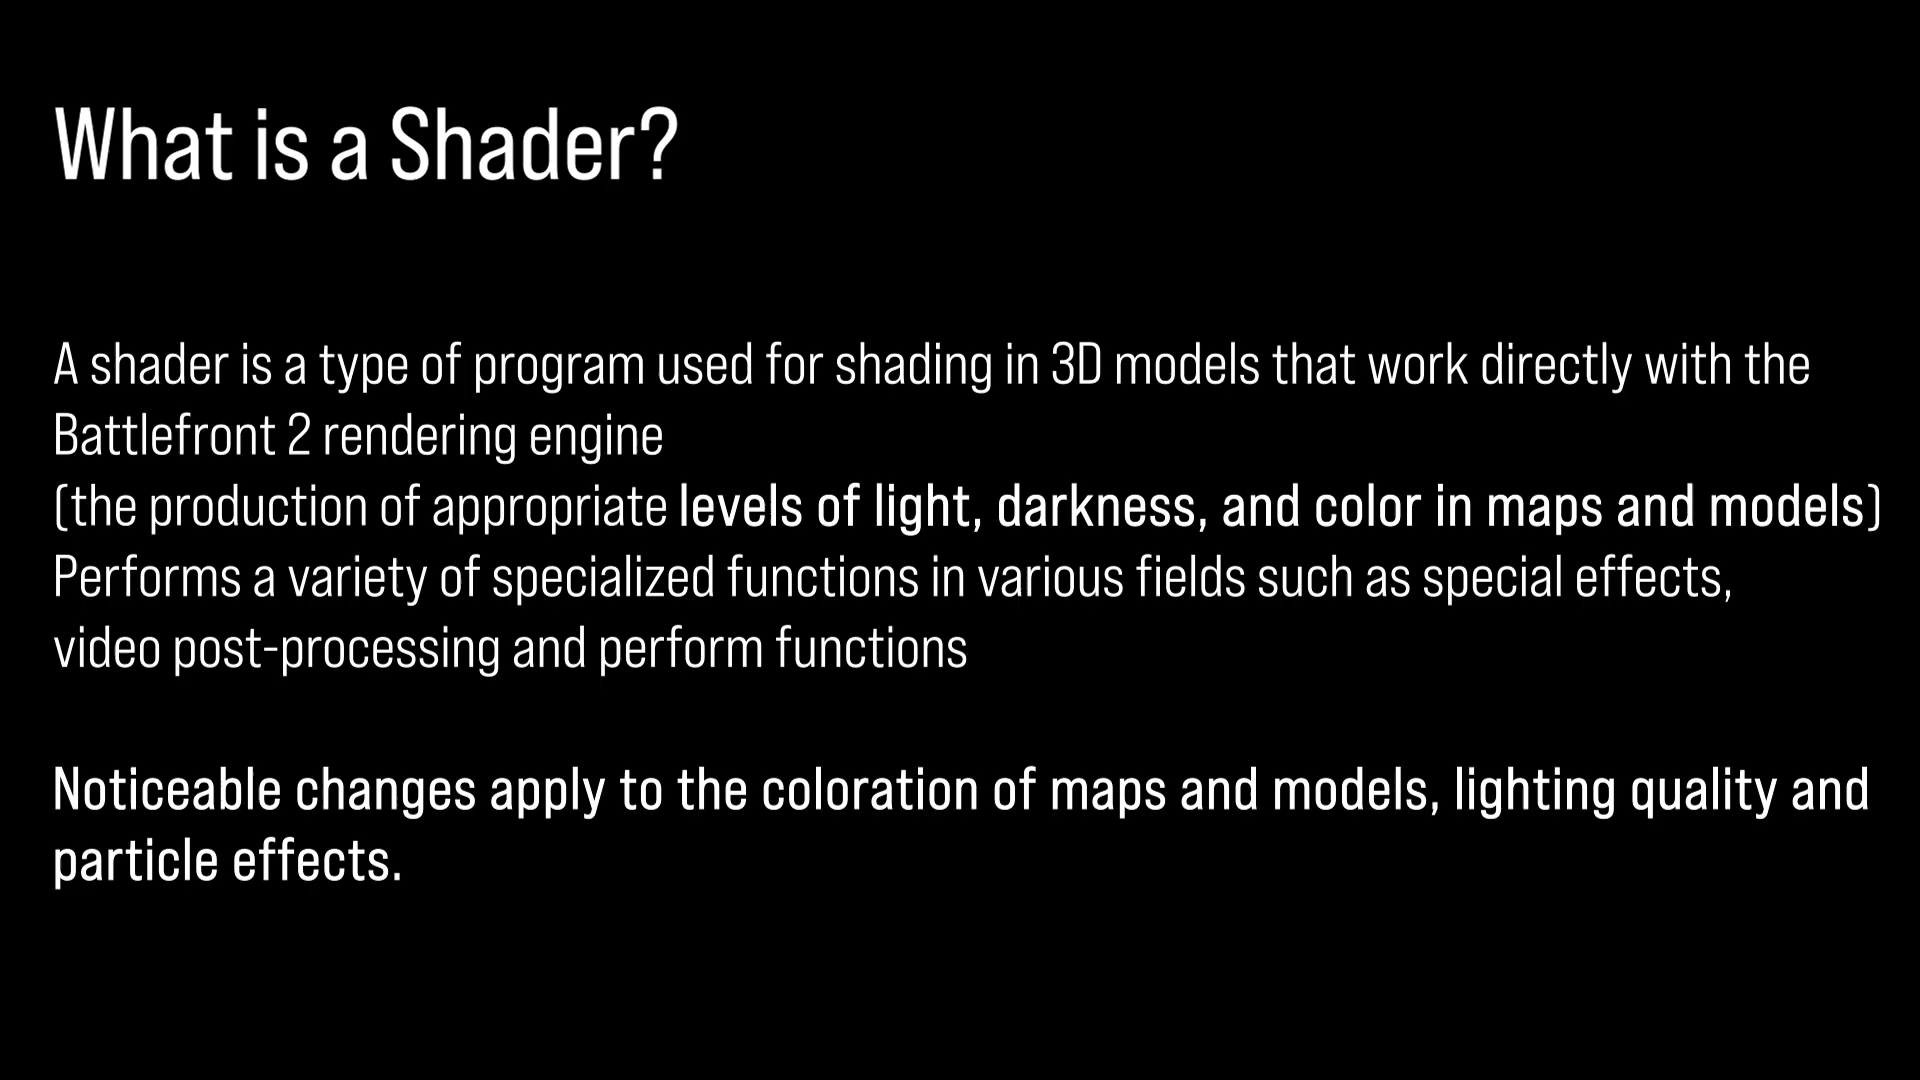 What is a Shader?
A shader is a type of program used for shading in 3D models that work directly with the
Battlefront 2 rendering engine
(the production of appropriate levels of light, darkness, and color in maps and models)
Performs a variety of specialized functions in various fields such as special effects,
video post-processing and perform functions
Noticeable changes apply to the coloration of maps and models, lighting quality and
particle effects.